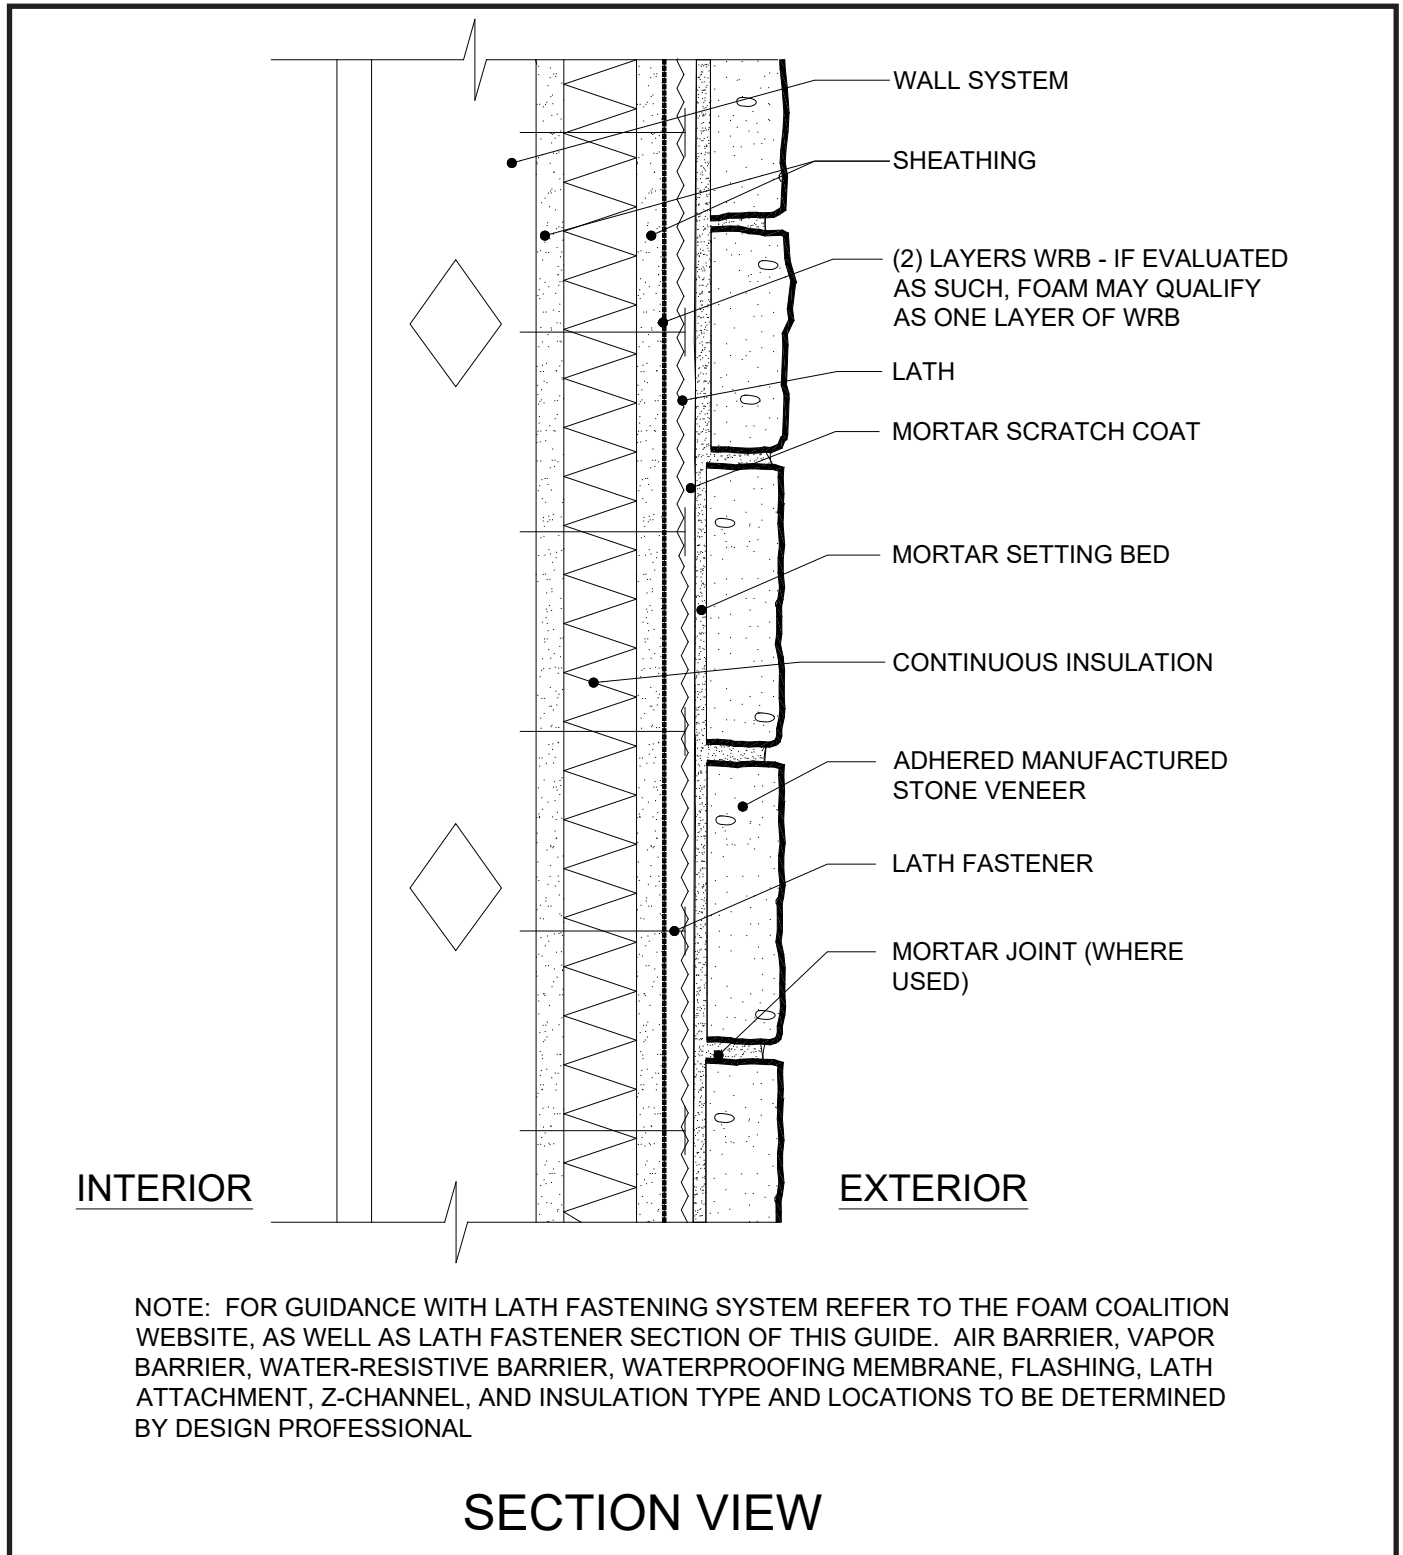 WALL SYSTEM
SHEATHING
(2) LAYERS WRB - IF EVALUATED
AS SUCH, FOAM MAY QUALIFY
AS ONE LAYER OF WRB
LATH
MORTAR SCRATCH COAT
MORTAR SETTING BED
CONTINUOUS INSULATION
ADHERED MANUFACTURED
STONE VENEER
LATH FASTENER
MORTAR JOINT (WHERE
USED)
INTERIOR
EXTERIOR
NOTE: FOR GUIDANCE WITH LATH FASTENING SYSTEM REFER TO THE FOAM COALITION
WEBSITE, AS WELL AS LATH FASTENER SECTION OF THIS GUIDE. AIR BARRIER, VAPOR
BARRIER, WATER-RESISTIVE BARRIER, WATERPROOFING MEMBRANE, FLASHING, LATH
ATTACHMENT, Z-CHANNEL, AND INSULATION TYPE AND LOCATIONS TO BE DETERMINED
BY DESIGN PROFESSIONAL
SECTION VIEW